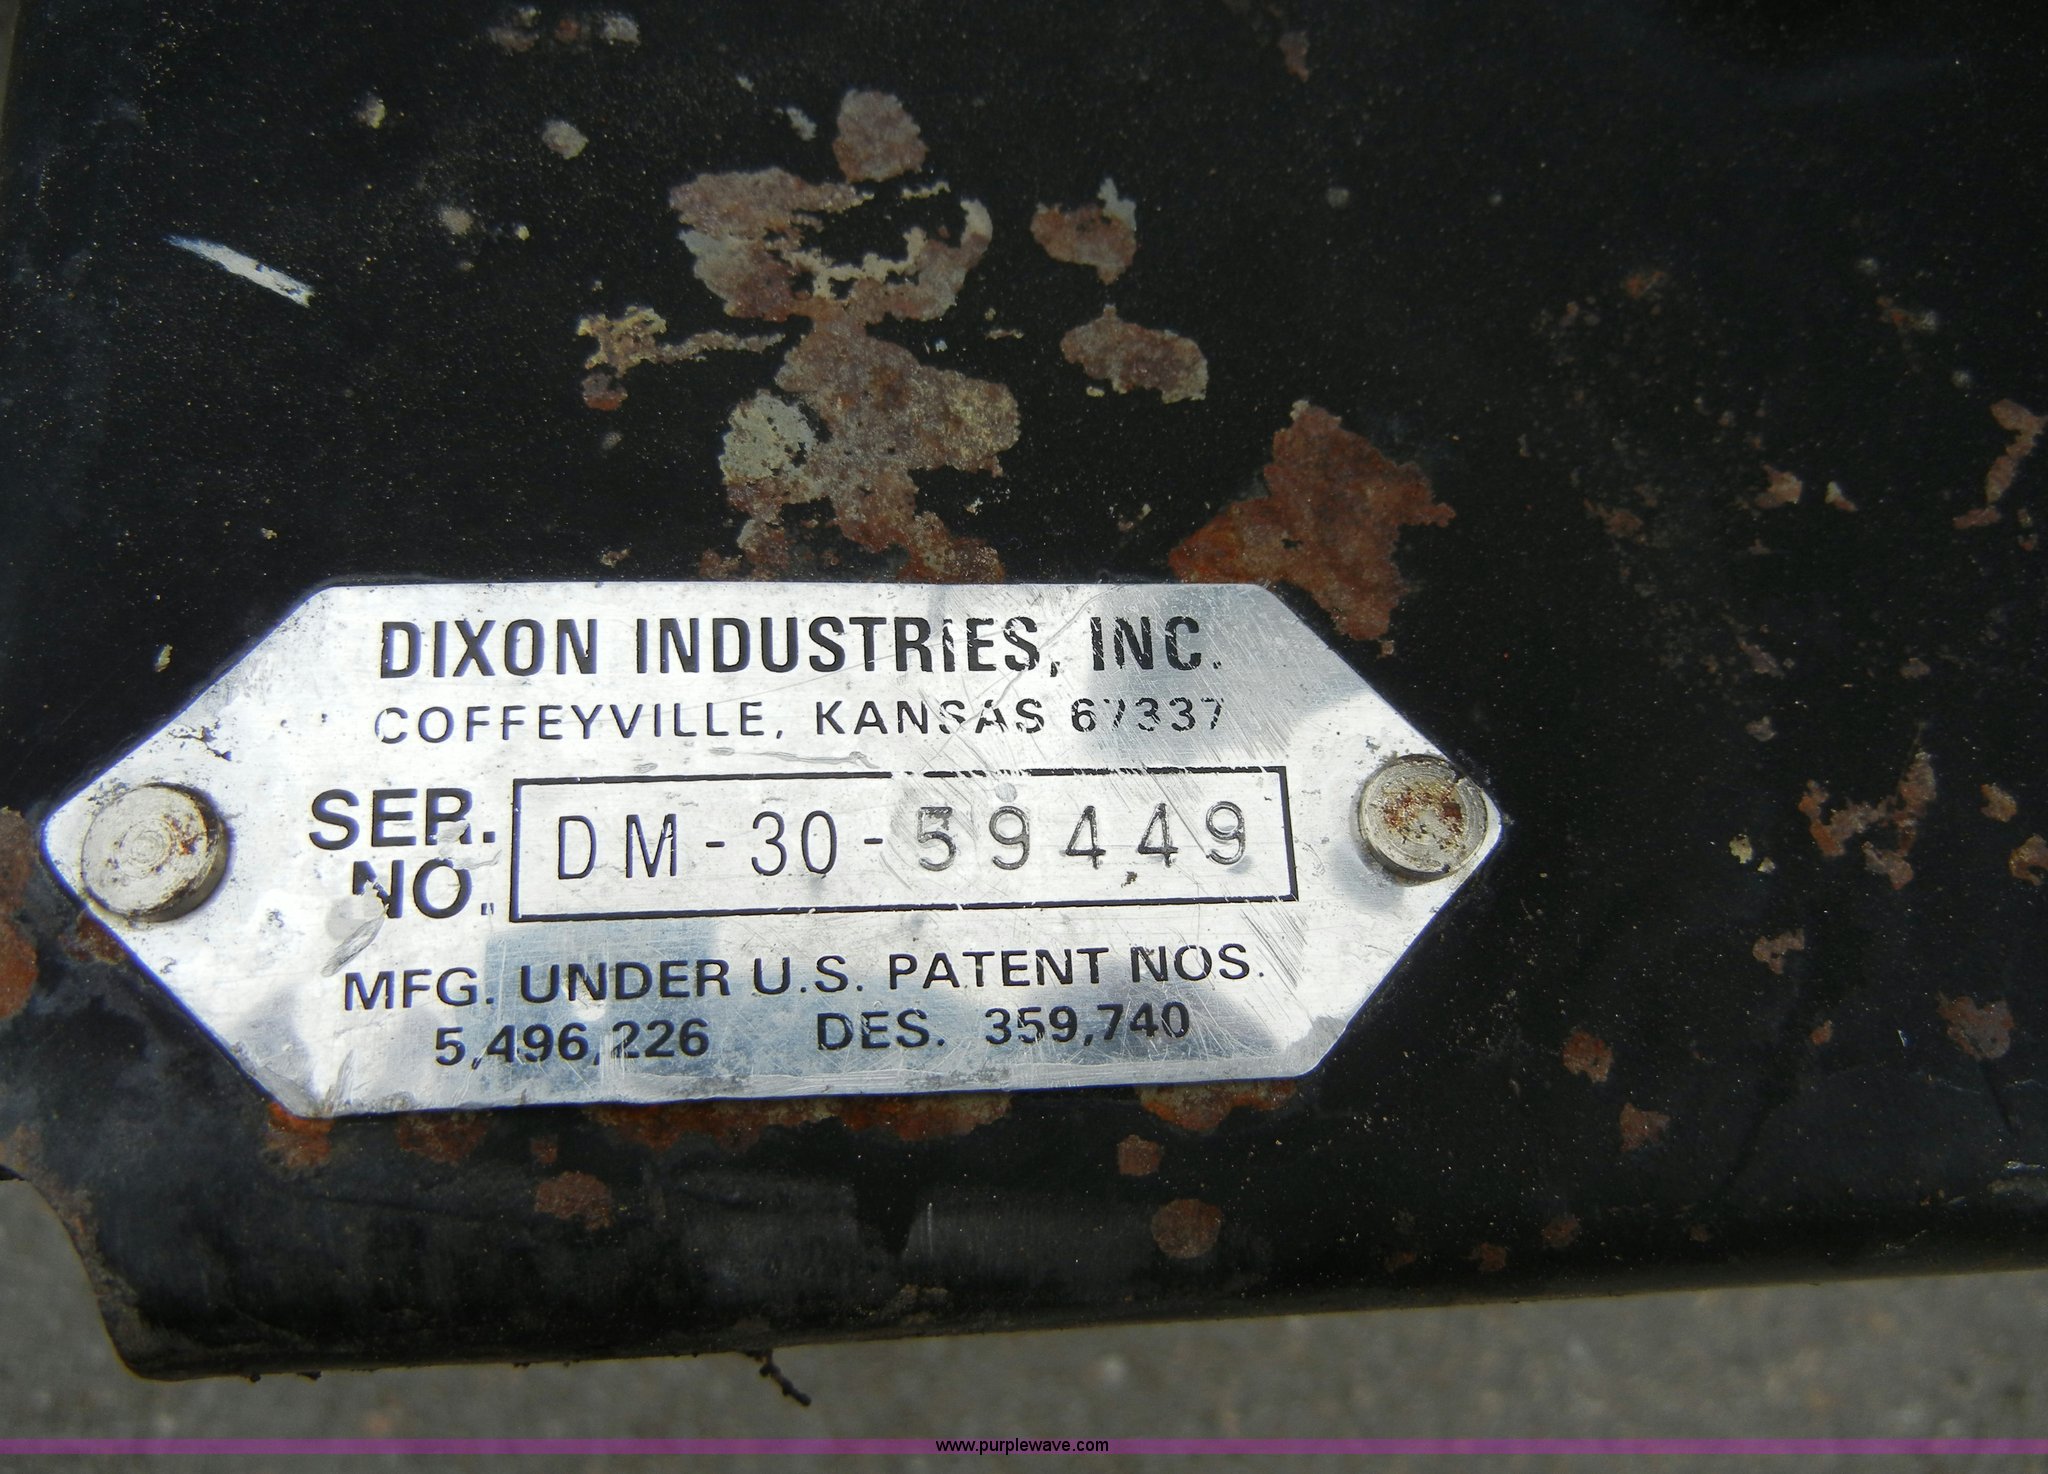 DIXON INDUSTRIES, INC.
COFFEYVILLE, KANSAS 67337
SER. NO. DM-30-59449
MFG. UNDER U.S. PATENT NOS.
5,496,226 DES. 359,740
www.purplewave.com